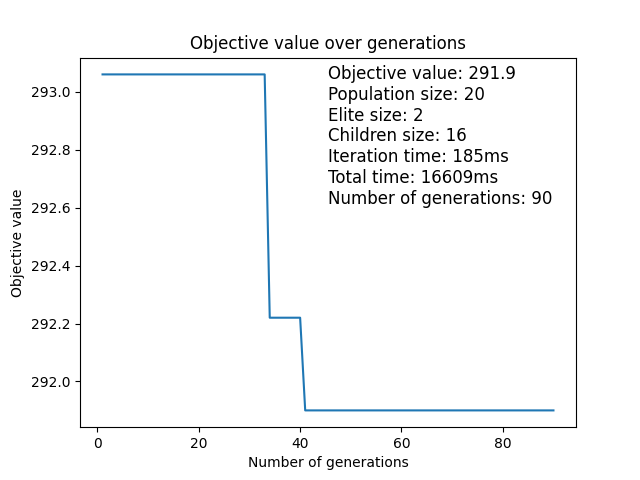 Objective value over generations
Objective value: 291.9
Population size: 20
Elite size: 2
Children size: 16
Iteration time: 185ms
Total time: 16609ms
Number of generations: 90
Objective value
293.0
292.8
292.6
292.4
292.2
292.0
0 20 40 60 80
Number of generations